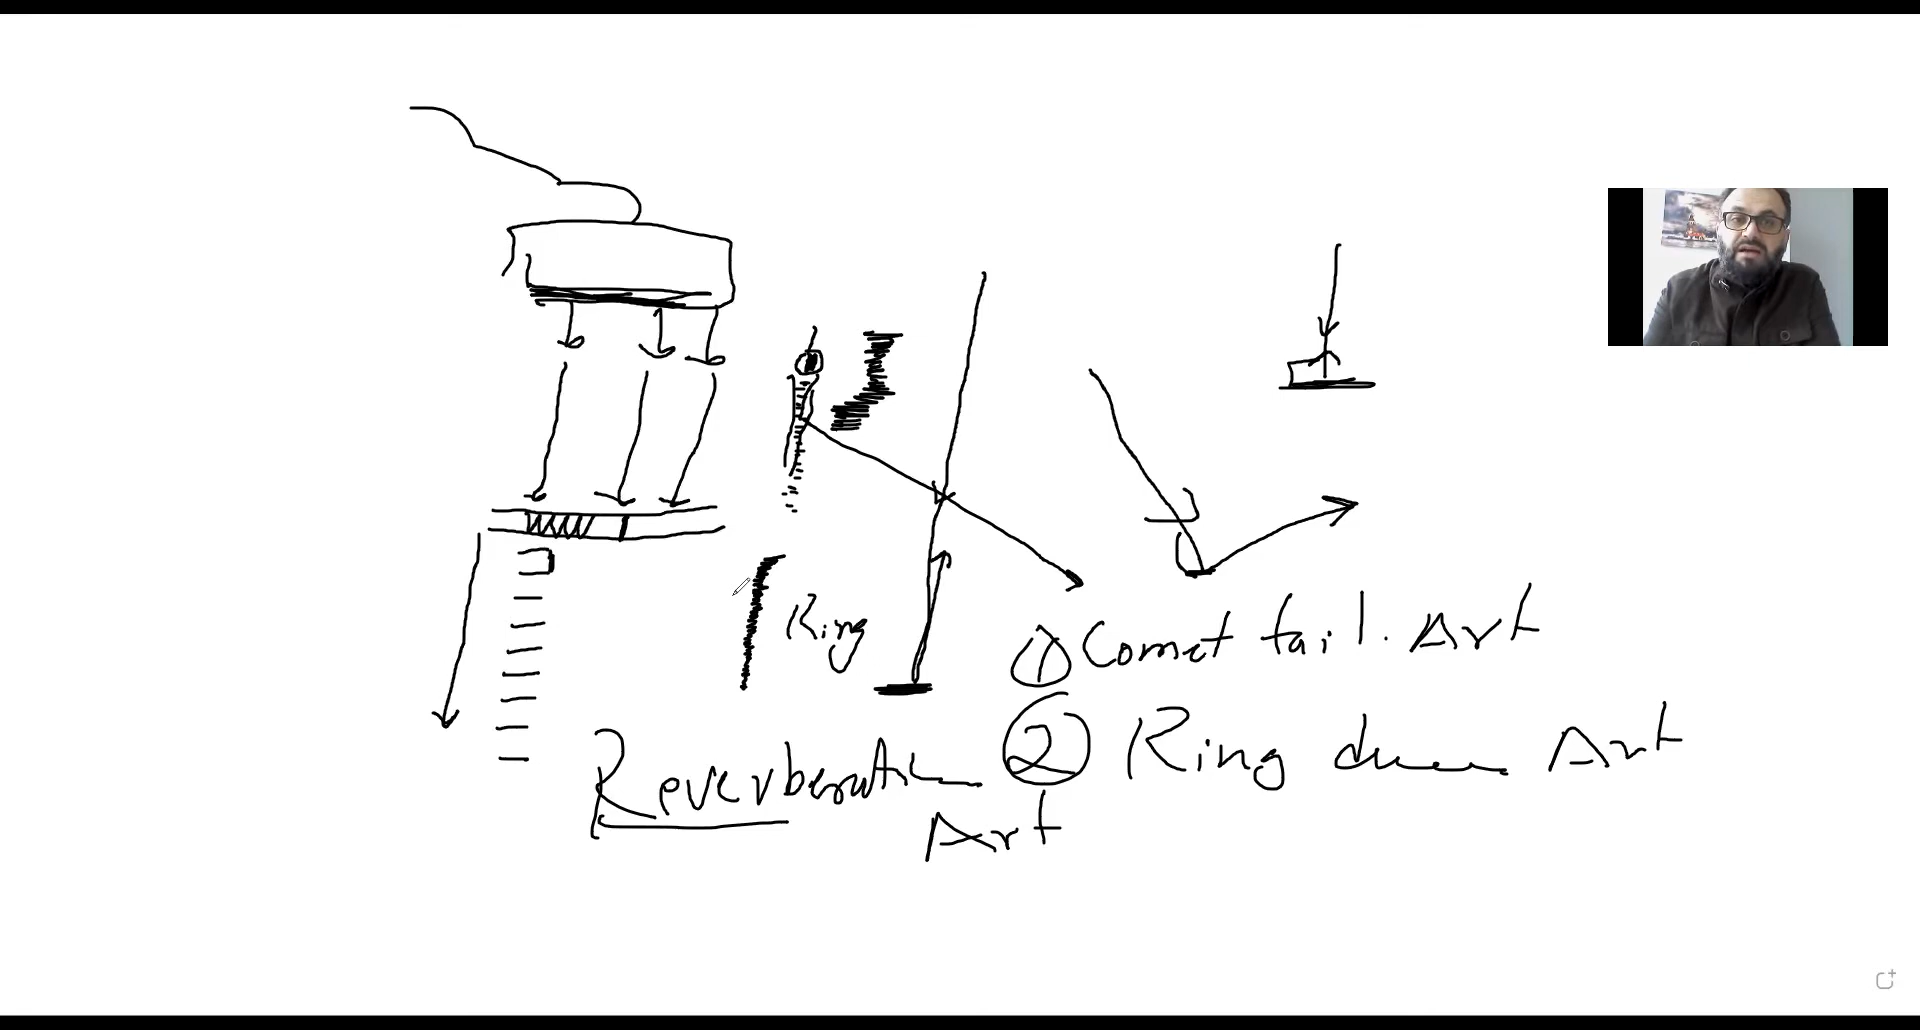 Ring
① Comet tail. Art
② Ring down Art
Reverberation
Art